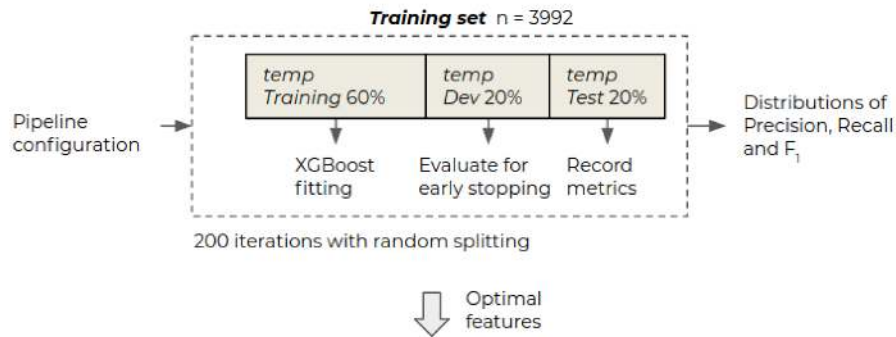 Training set n = 3992
temp
Training 60%
temp
Dev 20%
temp
Test 20%
Pipeline
configuration
Distributions of
Precision, Recall
and F1
XGBoost
fitting
Evaluate for
early stopping
Record
metrics
200 iterations with random splitting
Optimal
features